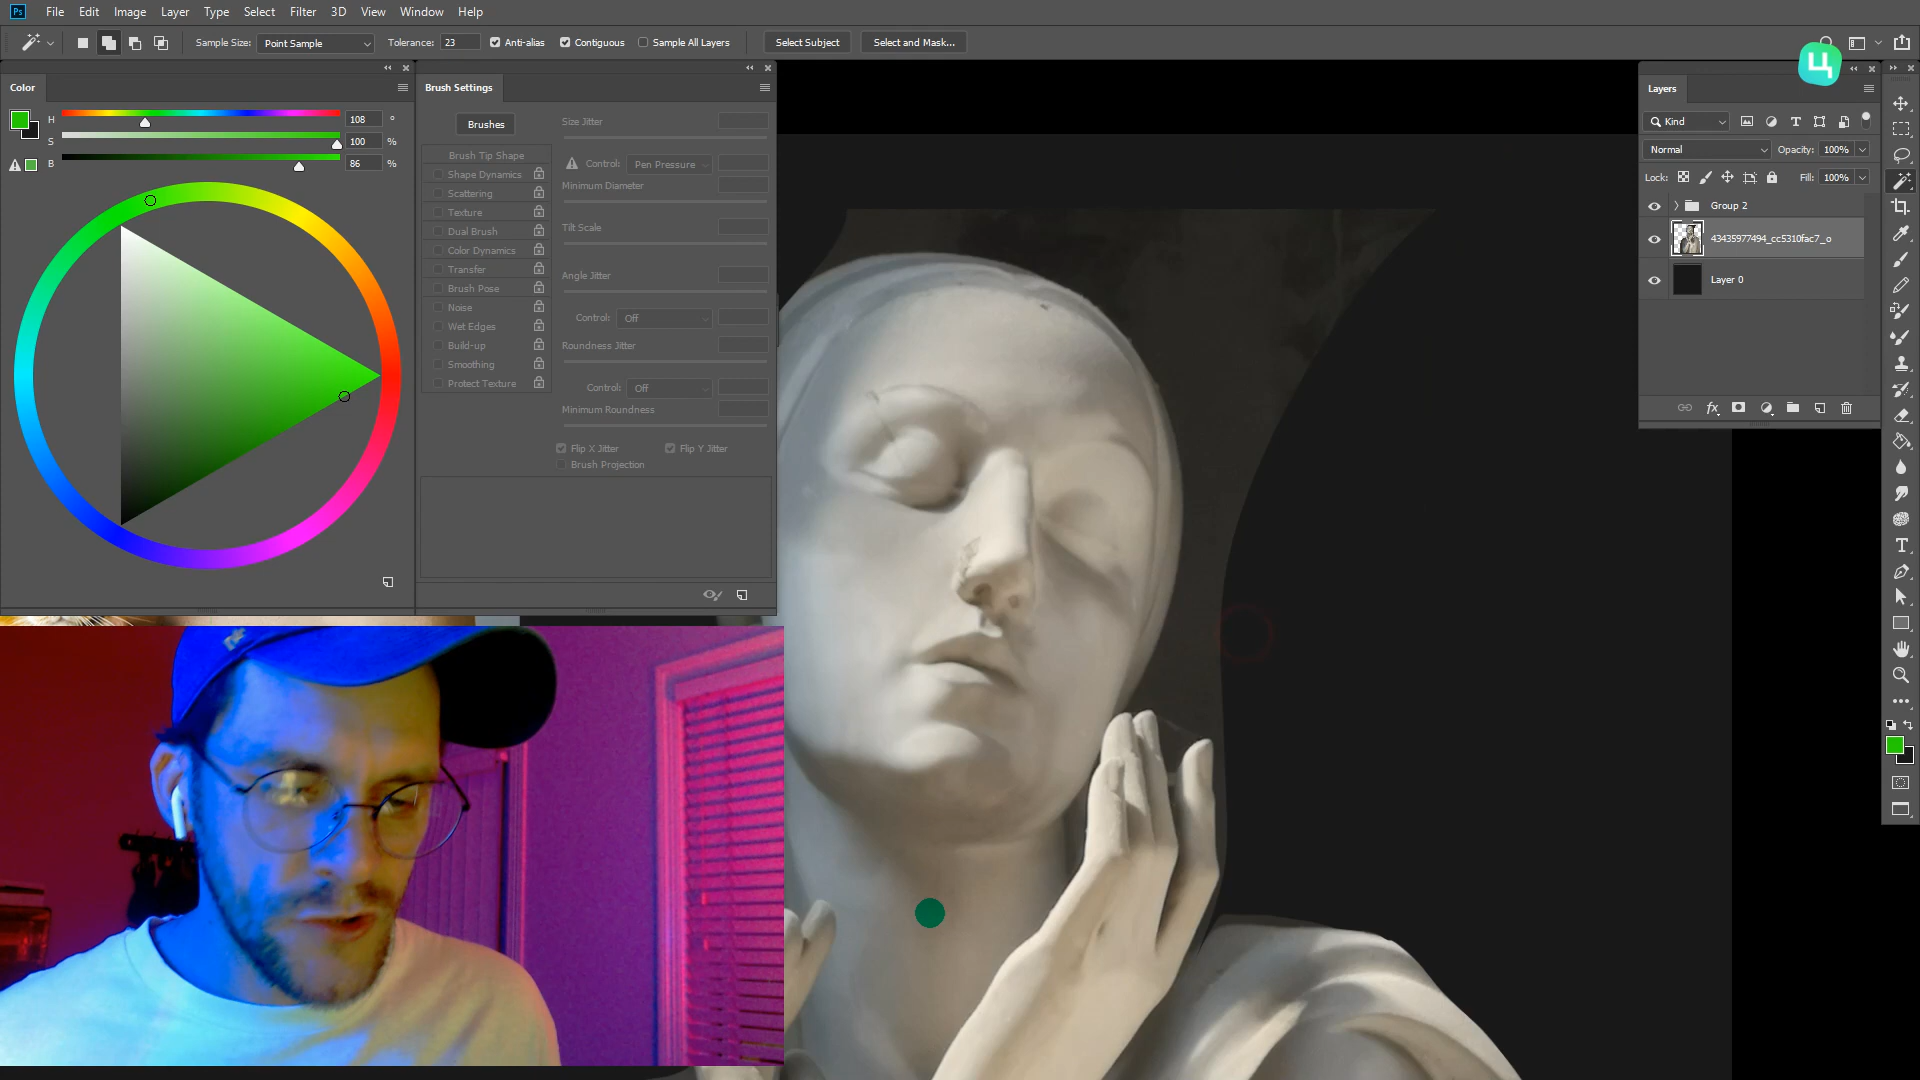 Ps File Edit Image Layer Type Select Filter 3D View Window Help
Sample Size: Point Sample Tolerance: 23 Anti-alias Contiguous Sample All Layers Select Subject Select and Mask...
Ц
Color
H 108 °
S 100 %
B 86 %
Brush Settings
Brushes
Brush Tip Shape
Shape Dynamics
Scattering
Texture
Dual Brush
Color Dynamics
Transfer
Brush Pose
Noise
Wet Edges
Build-up
Smoothing
Protect Texture
Size Jitter
Control: Pen Pressure
Minimum Diameter
Tilt Scale
Angle Jitter
Control: Off
Roundness Jitter
Control: Off
Minimum Roundness
Flip X Jitter Flip Y Jitter
Brush Projection
Layers
Kind
Normal Opacity: 100%
Lock: Fill: 100%
Group 2
43435977494_cc5310fac7_o
Layer 0